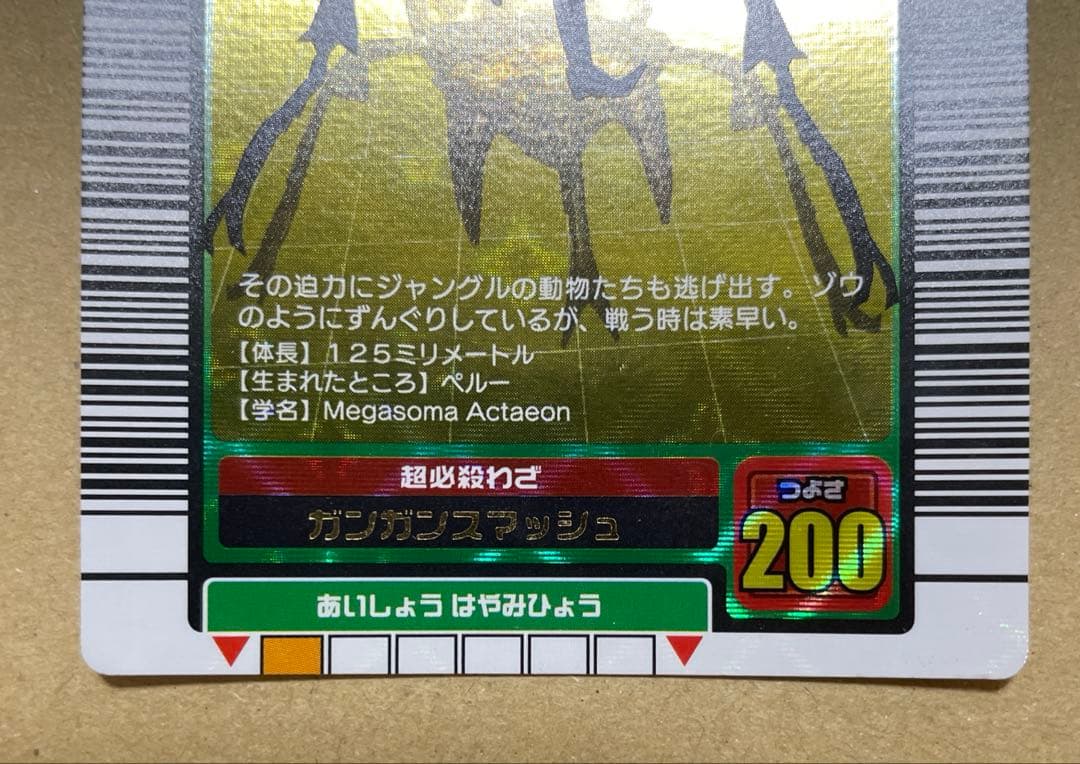 その迫力にジャングルの動物たちも逃げ出す。ゾウ
のようにずんぐりしているが、戦う時は素早い。
【体長】125ミリメートル
【生まれたところ】ペルー
【学名】Megasoma Actaeon
超必殺わざ
ガンガンスマッシュ
つよさ
200
あいしょう はやみひょう